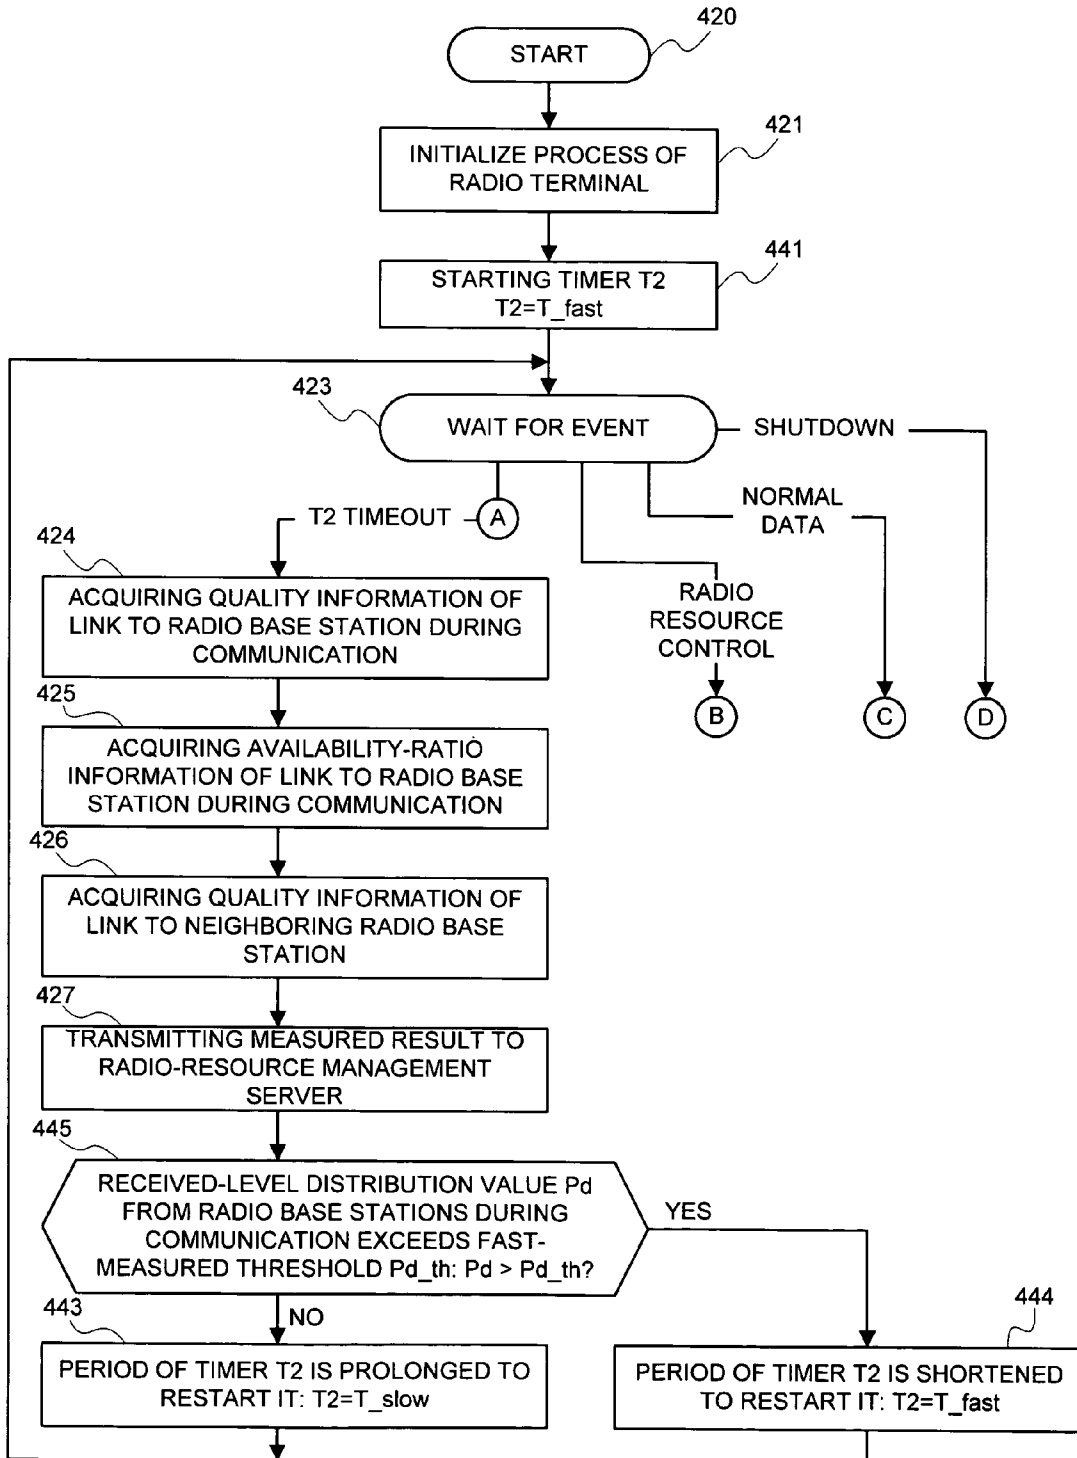 420
START
421
INITIALIZE PROCESS OF
RADIO TERMINAL
441
STARTING TIMER T2
T2=T_fast
423
WAIT FOR EVENT
SHUTDOWN
NORMAL
DATA
T2 TIMEOUT
A
424
ACQUIRING QUALITY INFORMATION OF
LINK TO RADIO BASE STATION DURING
COMMUNICATION
RADIO
RESOURCE
CONTROL
B
C
D
425
ACQUIRING AVAILABILITY-RATIO
INFORMATION OF LINK TO RADIO BASE
STATION DURING COMMUNICATION
426
ACQUIRING QUALITY INFORMATION OF
LINK TO NEIGHBORING RADIO BASE
STATION
427
TRANSMITTING MEASURED RESULT TO
RADIO-RESOURCE MANAGEMENT
SERVER
445
RECEIVED-LEVEL DISTRIBUTION VALUE Pd
FROM RADIO BASE STATIONS DURING
COMMUNICATION EXCEEDS FAST-
MEASURED THRESHOLD Pd_th: Pd > Pd_th?
YES
NO
443
PERIOD OF TIMER T2 IS PROLONGED TO
RESTART IT: T2=T_slow
444
PERIOD OF TIMER T2 IS SHORTENED
TO RESTART IT: T2=T_fast